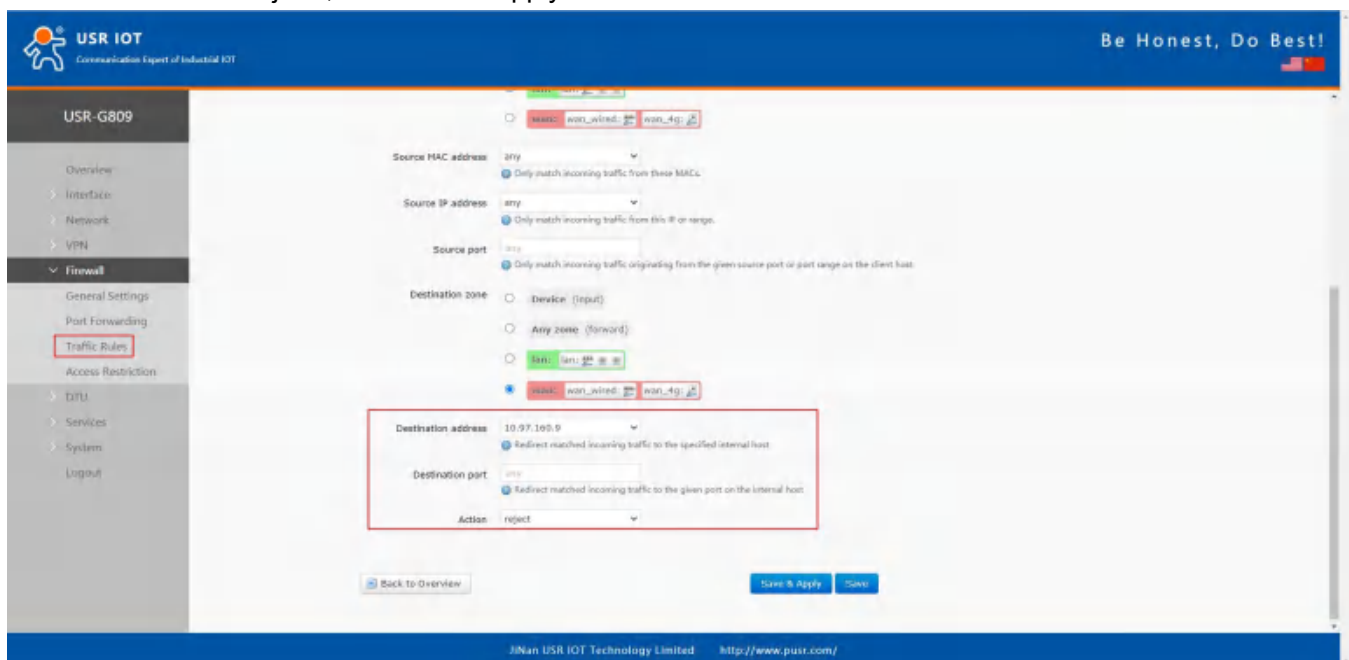 USR IOT
Communication Expert of Industrial IOT
Be Honest, Do Best!
USR-G809
wan_wired: wan_4g:
Source MAC address any
Only match incoming traffic from these MACs.
Overview
Interface
Source IP address any
Only match incoming traffic from this IP or range.
Network
VPN
Source port any
Only match incoming traffic originating from the given source port or port range on the client host.
Firewall
General Settings
Destination zone Device (input)
Port Forwarding
Any zone (forward)
Traffic Rules
lan: lan:
Access Restriction
DTU
wan_wired: wan_4g:
Services
Destination address 10.97.160.9
System
Redirect matched incoming traffic to the specified internal host
Logout
Destination port any
Redirect matched incoming traffic to the given port on the internal host
Action reject
Back to Overview Save & Apply Save
JiNan USR IOT Technology Limited http://www.pusr.com/